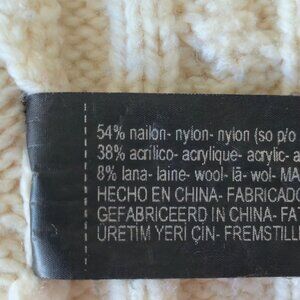 54% nailon- nylon- nylon (so p/o
38% acrílico- acrylique- acrylic- a
8% lana- laine- wool- lã- wol- MA
HECHO EN CHINA- FABRICADO
GEFABRICEERD IN CHINA- FAT
ÜRETIM YERI ÇIN- FREMSTILLE